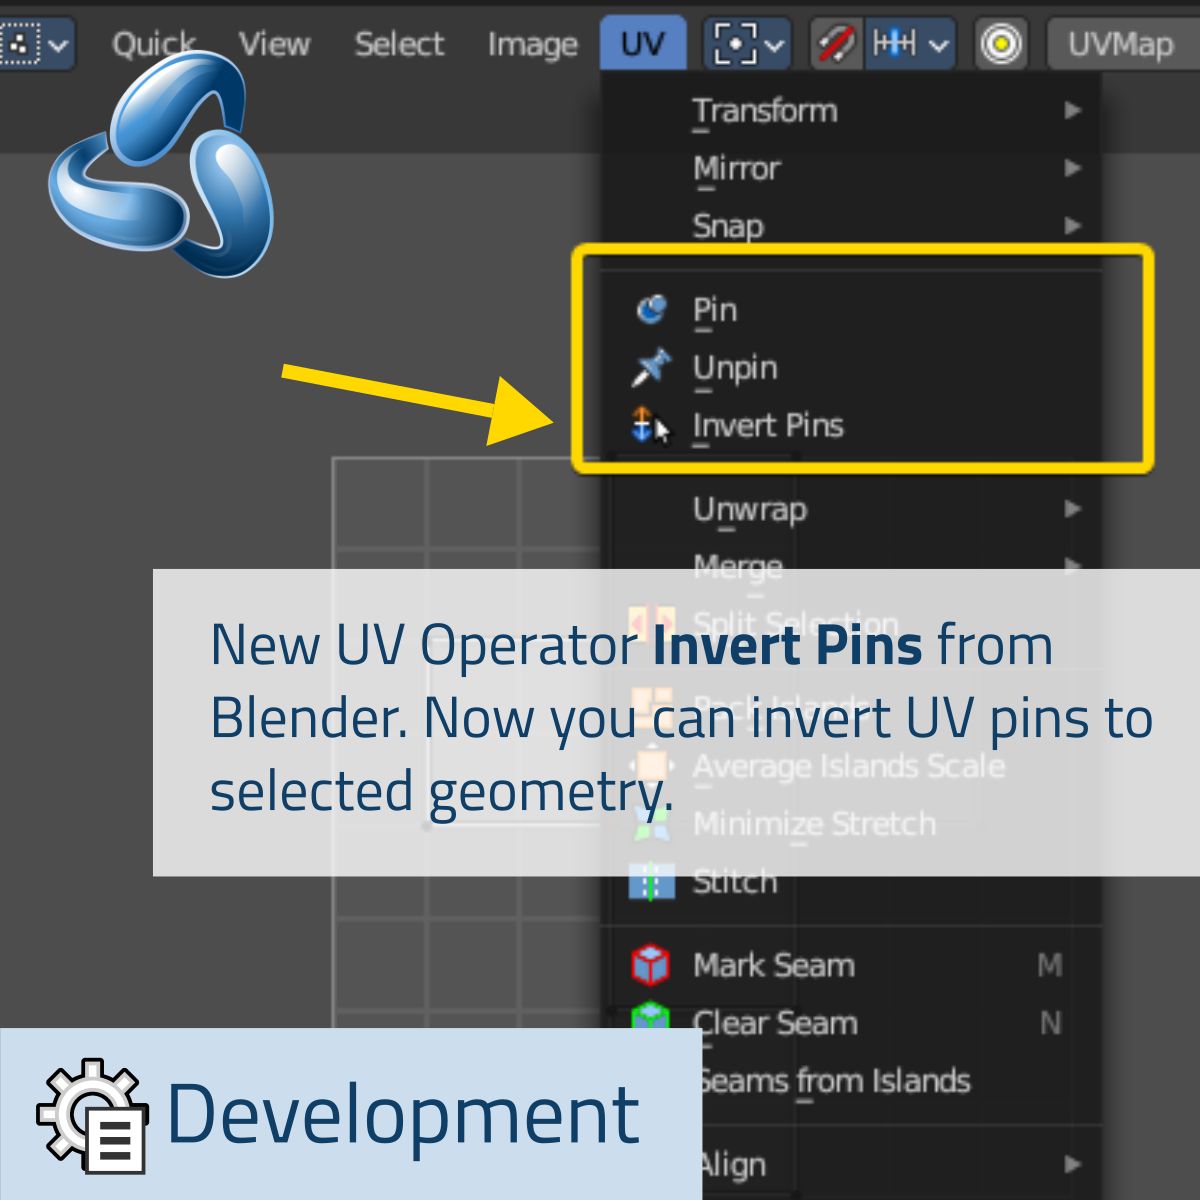 Quick View Select Image UV UVMap
Transform
Mirror
Snap
Pin
Unpin
Invert Pins
Unwrap
Merge
Split Selection
New UV Operator Invert Pins from
Pack Islands
Blender. Now you can invert UV pins to
Average Islands Scale
selected geometry.
Minimize Stretch
Stitch
Mark Seam M
Clear Seam N
Seams from Islands
Development
Align